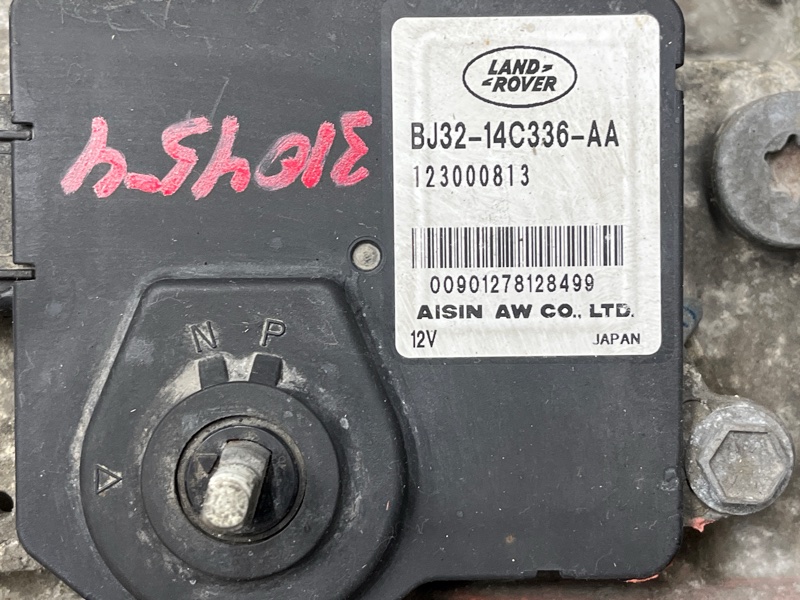 LAND
ROVER
BJ32-14C336-AA
123000813
00901278128499
AISIN AW CO., LTD.
12V JAPAN
N P